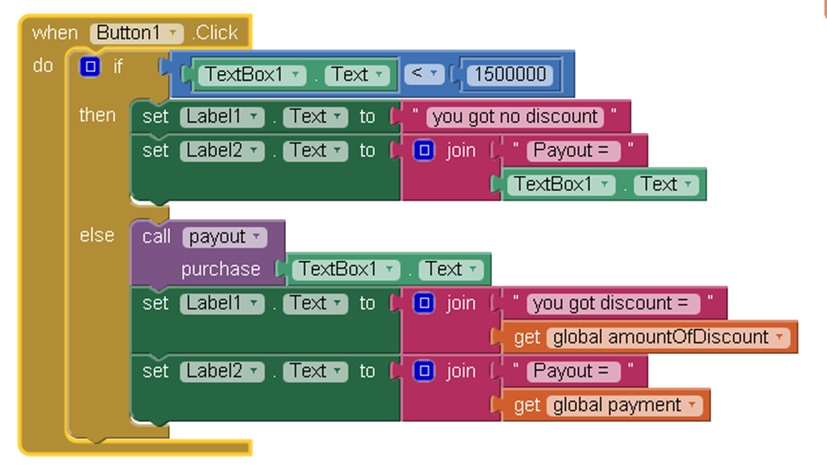 when Button1 .Click
do if TextBox1 . Text < 1500000
then set Label1 . Text to " you got no discount "
set Label2 . Text to join " Payout = "
TextBox1 . Text
else call payout
purchase TextBox1 . Text
set Label1 . Text to join " you got discount = "
get global amountOfDiscount
set Label2 . Text to join " Payout = "
get global payment